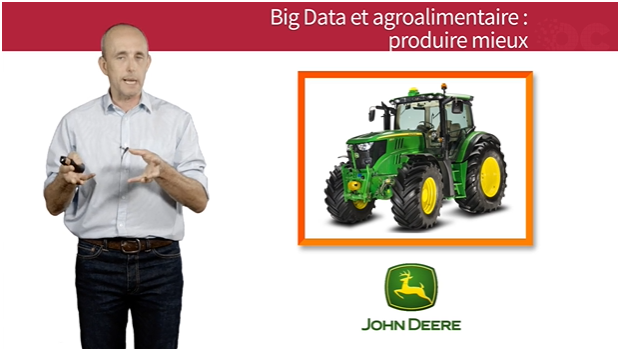 Big Data et agroalimentaire :
produire mieux
JOHN DEERE